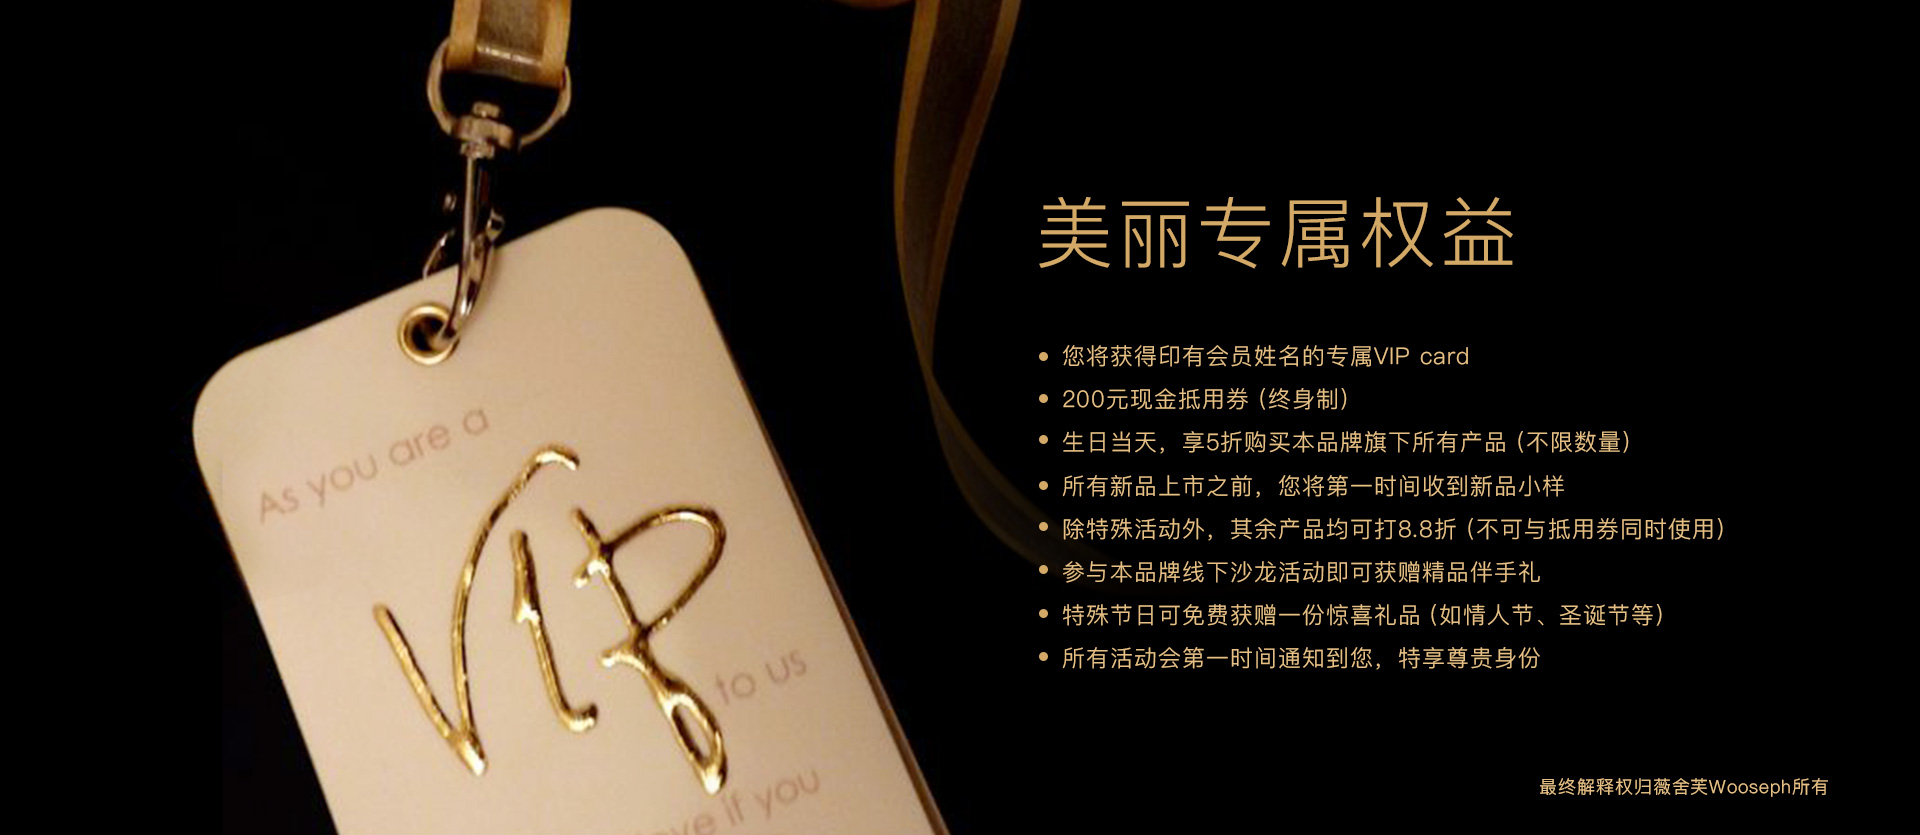 As you are a
VIP
to us
if you
美丽专属权益
您将获得印有会员姓名的专属VIP card
200元现金抵用券 (终身制)
生日当天，享5折购买本品牌旗下所有产品 (不限数量)
所有新品上市之前，您将第一时间收到新品小样
除特殊活动外，其余产品均可打8.8折 (不可与抵用券同时使用)
参与本品牌线下沙龙活动即可获赠精品伴手礼
特殊节日可免费获赠一份惊喜礼品 (如情人节、圣诞节等)
所有活动会第一时间通知到您，特享尊贵身份
最终解释权归薇舍芙Wooseph所有